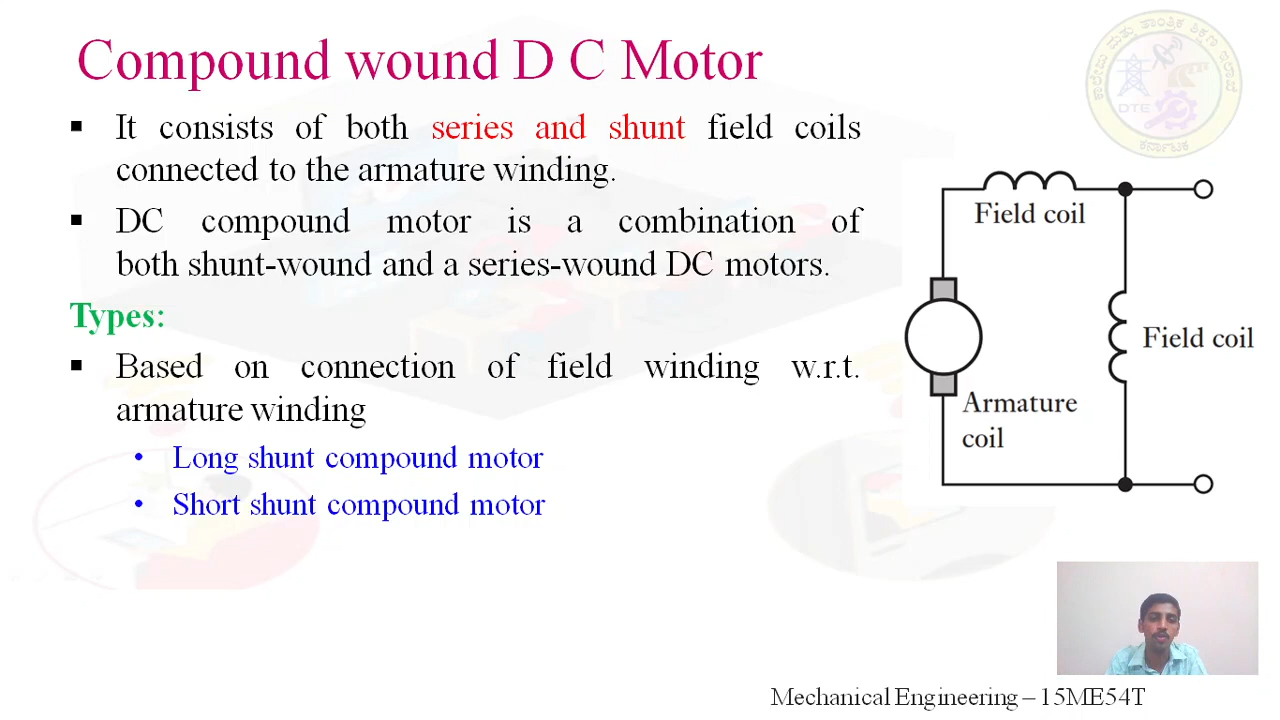 Compound wound D C Motor
▪ It consists of both series and shunt field coils
connected to the armature winding.
▪ DC compound motor is a combination of
both shunt-wound and a series-wound DC motors.
Types:
▪ Based on connection of field winding w.r.t.
armature winding
• Long shunt compound motor
• Short shunt compound motor
Field coil
Field coil
Armature
coil
DTE
ಕರ್ನಾಟಕ
Mechanical Engineering – 15ME54T